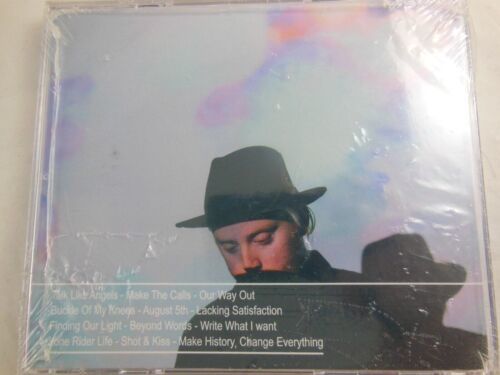 Talk Like Angels - Make The Calls - Our Way Out
Buckle Of My Knees - August 5th - Lacking Satisfaction
Finding Our Light - Beyond Words - Write What I want
Lone Rider Life - Shot & Kiss - Make History, Change Everything